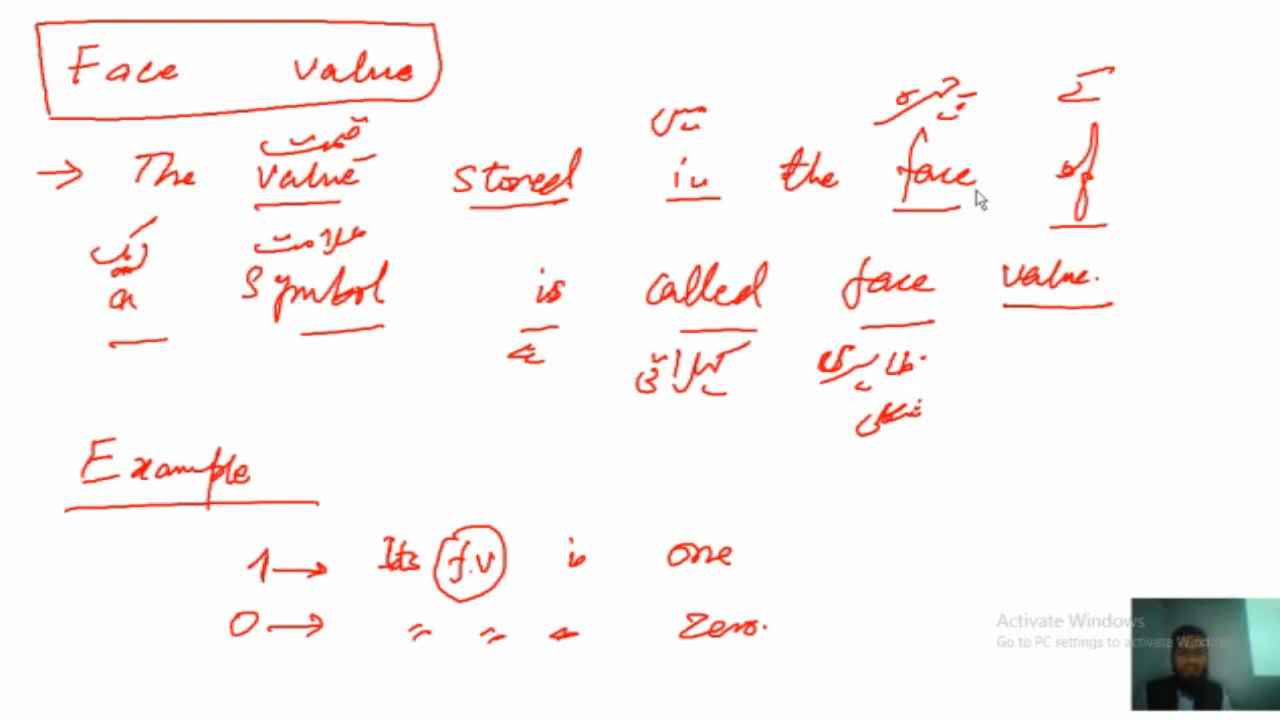 Face value
میں چہرہ کے
قیمت
→ The value stored in the face of
ایک علامت
a symbol is called face value.
ہے کہلاتی ظاہری
شکل
Example
1 → Its f.v is one
0 → " " " zero.
Activate Windows
Go to PC settings to activate Windows.